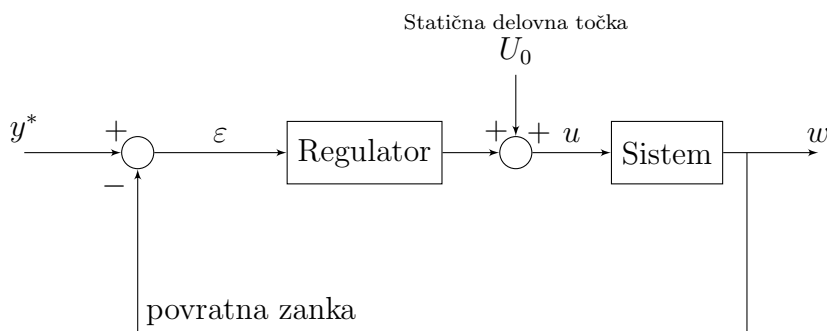 Statična delovna točka
U₀
y* + ε Regulator + + u Sistem w
−
povratna zanka